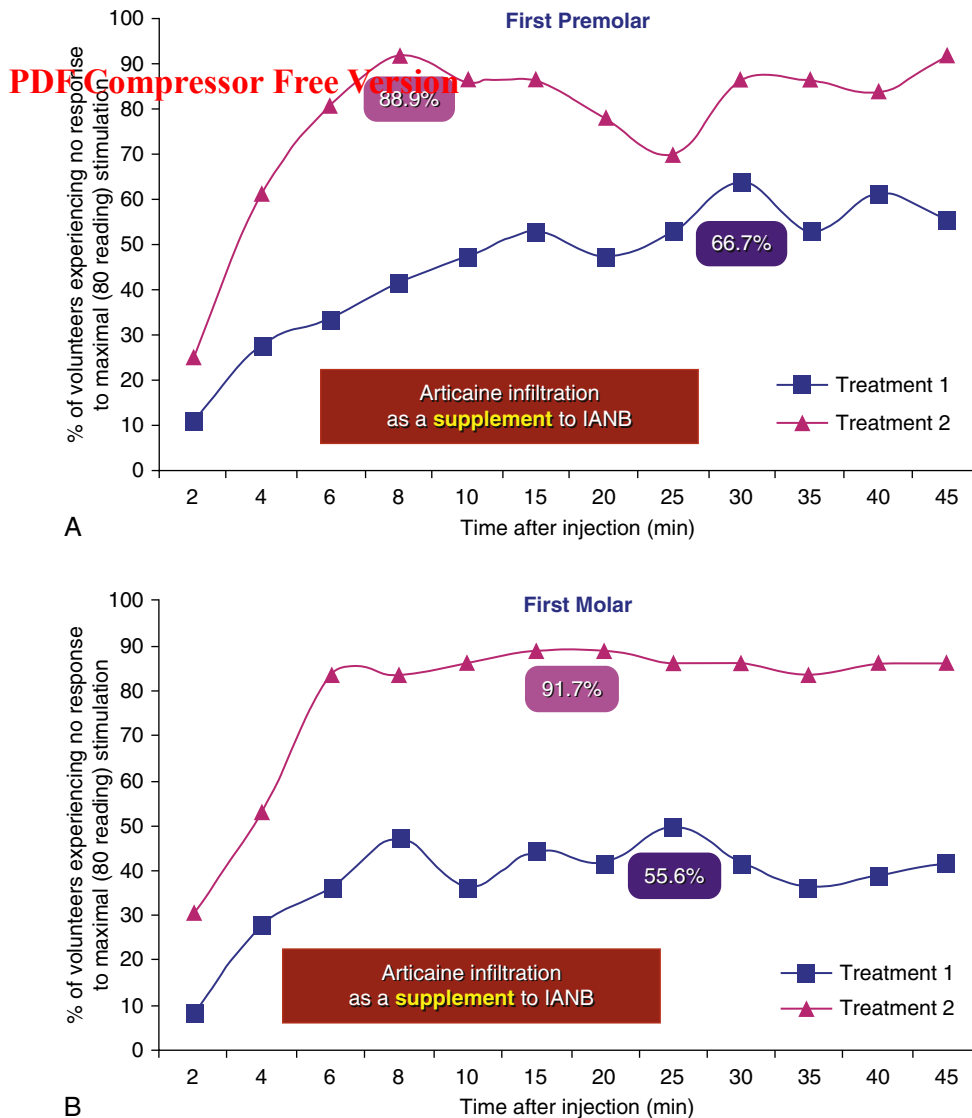 First Premolar
PDF Compressor Free Version
% of volunteers experiencing no response
to maximal (80 reading) stimulation
100
90
80
70
60
50
40
30
20
10
0
88.9%
66.7%
Articaine infiltration
as a supplement to IANB
Treatment 1
Treatment 2
2 4 6 8 10 15 20 25 30 35 40 45
Time after injection (min)
A
First Molar
% of volunteers experiencing no response
to maximal (80 reading) stimulation
100
90
80
70
60
50
40
30
20
10
0
91.7%
55.6%
Articaine infiltration
as a supplement to IANB
Treatment 1
Treatment 2
2 4 6 8 10 15 20 25 30 35 40 45
Time after injection (min)
B